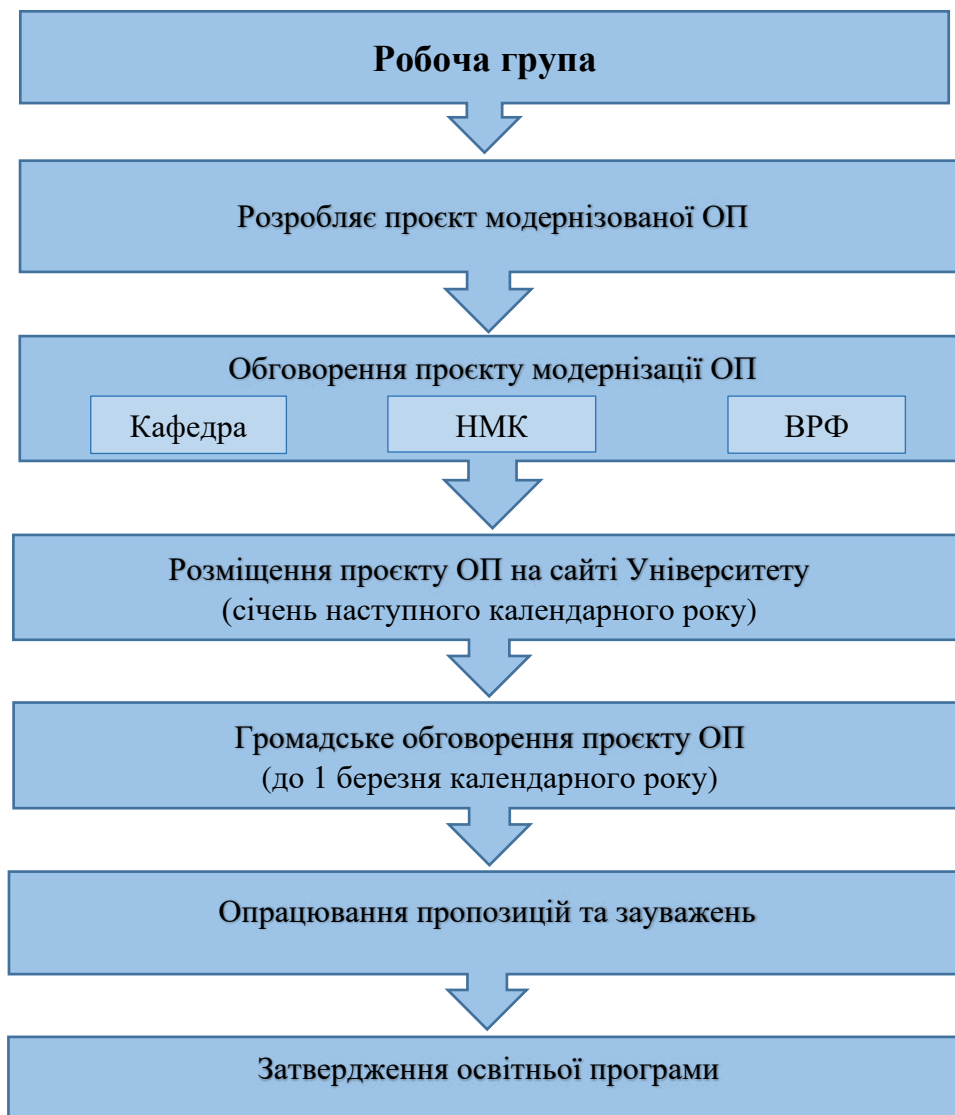 Робоча група
Розробляє проєкт модернізованої ОП
Обговорення проєкту модернізації ОП
Кафедра
НМК
ВРФ
Розміщення проєкту ОП на сайті Університету
(січень наступного календарного року)
Громадське обговорення проєкту ОП
(до 1 березня календарного року)
Опрацювання пропозицій та зауважень
Затвердження освітньої програми